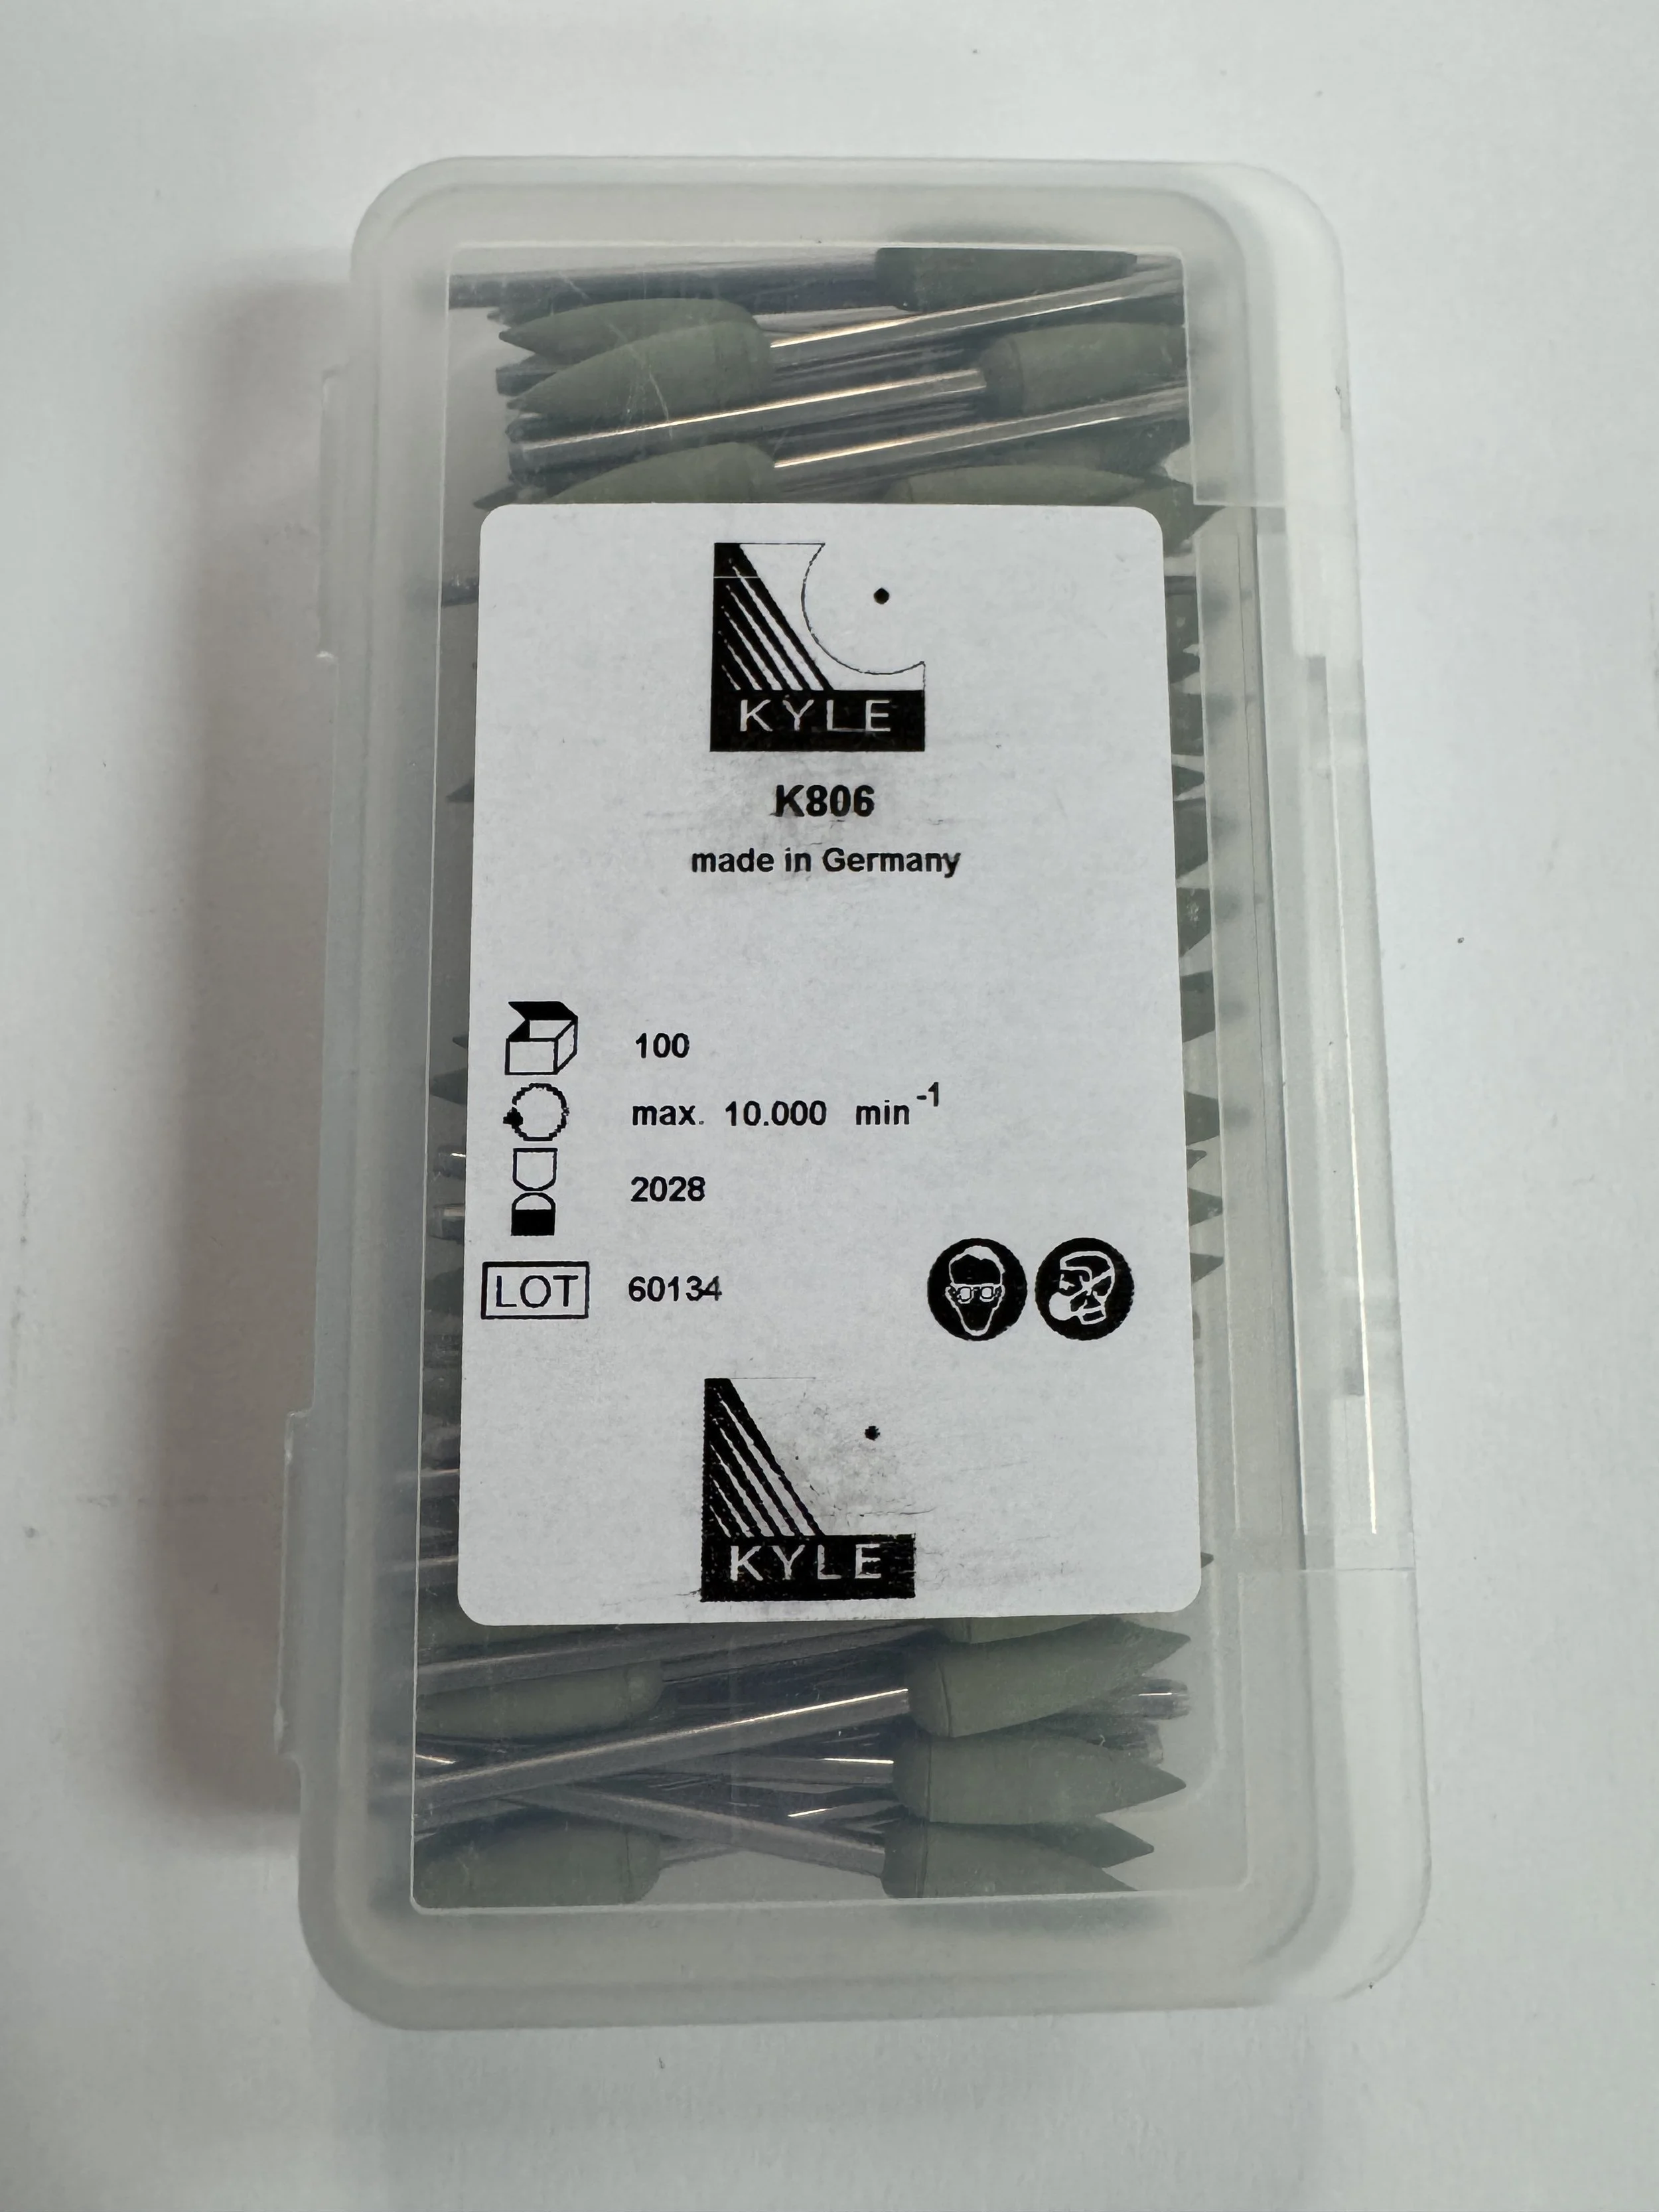 KYLE
K806
made in Germany
100
max. 10.000 min⁻¹
2028
LOT 60134
KYLE